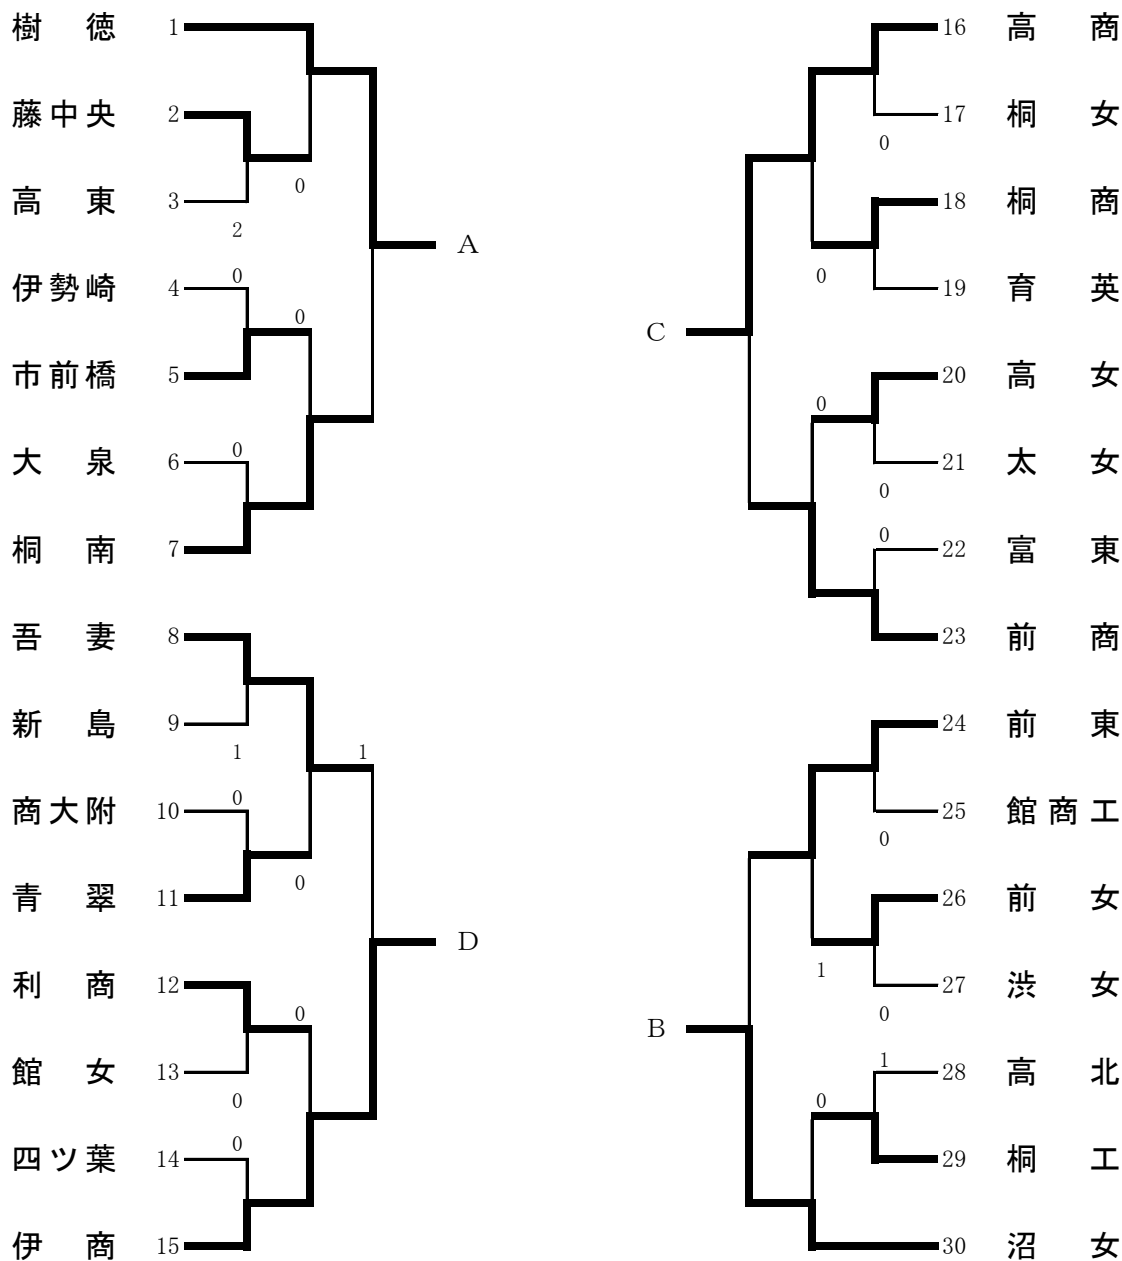 樹徳 1
藤中央 2
0
高東 3
2
A
0
伊勢崎 4
0
市前橋 5
0
大泉 6
桐南 7
吾妻 8
新島 9
1
1
0
商大附 10
0
青翠 11
D
利商 12
0
館女 13
0
0
四ツ葉 14
伊商 15
16 高商
17 桐女
0
18 桐商
0
19 育英
C
20 高女
0
21 太女
0
0
22 富東
23 前商
24 前東
25 館商工
0
26 前女
1
27 渋女
0
B
1
28 高北
0
29 桐工
30 沼女